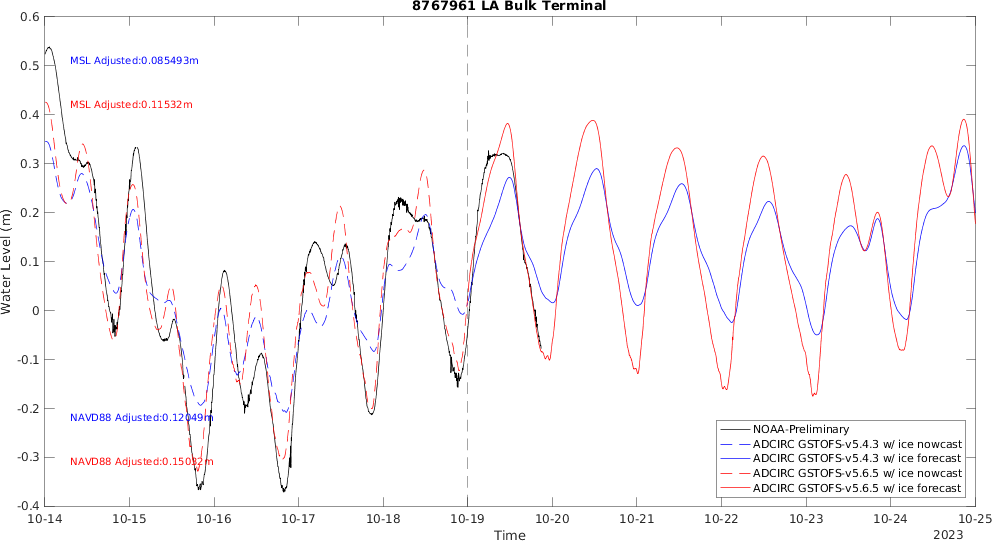 8767961 LA Bulk Terminal
0.6
0.5
0.4
0.3
0.2
0.1
0
-0.1
-0.2
-0.3
-0.4
Water Level (m)
MSL Adjusted:0.085493m
MSL Adjusted:0.11532m
NAVD88 Adjusted:0.12049m
NAVD88 Adjusted:0.15032m
NOAA-Preliminary
ADCIRC GSTOFS-v5.4.3 w/ ice nowcast
ADCIRC GSTOFS-v5.4.3 w/ ice forecast
ADCIRC GSTOFS-v5.6.5 w/ ice nowcast
ADCIRC GSTOFS-v5.6.5 w/ ice forecast
10-14 10-15 10-16 10-17 10-18 10-19 10-20 10-21 10-22 10-23 10-24 10-25
Time
2023